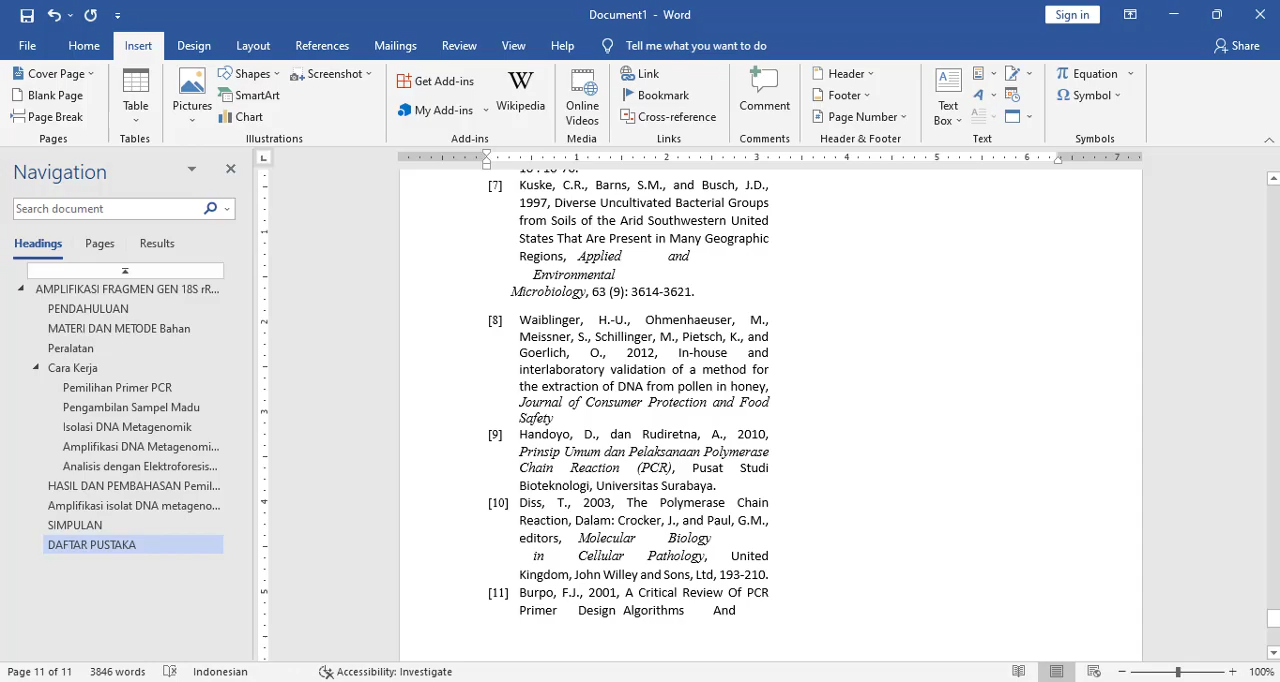 Document1 - Word
Sign in
File Home Insert Design Layout References Mailings Review View Help Tell me what you want to do Share
Cover Page
Blank Page
Page Break
Pages
Table
Tables
Pictures
Shapes
SmartArt
Chart
Screenshot
Illustrations
Get Add-ins
My Add-ins
W
Wikipedia
Add-ins
Online
Videos
Media
Link
Bookmark
Cross-reference
Links
Comment
Comments
Header
Footer
Page Number
Header & Footer
Text
Box
Text
Equation
Symbol
Symbols
Navigation
Search document
Headings Pages Results
AMPLIFIKASI FRAGMEN GEN 18S rR...
PENDAHULUAN
MATERI DAN METODE Bahan
Peralatan
Cara Kerja
Pemilihan Primer PCR
Pengambilan Sampel Madu
Isolasi DNA Metagenomik
Amplifikasi DNA Metagenomi...
Analisis dengan Elektroforesis...
HASIL DAN PEMBAHASAN Pemil...
Amplifikasi isolat DNA metageno...
SIMPULAN
DAFTAR PUSTAKA
1 2 3 4 5 6 7
1
2
3
4
5
[7] Kuske, C.R., Barns, S.M., and Busch, J.D.,
1997, Diverse Uncultivated Bacterial Groups
from Soils of the Arid Southwestern United
States That Are Present in Many Geographic
Regions, Applied and
Environmental
Microbiology, 63 (9): 3614-3621.
[8] Waiblinger, H.-U., Ohmenhaeuser, M.,
Meissner, S., Schillinger, M., Pietsch, K., and
Goerlich, O., 2012, In-house and
interlaboratory validation of a method for
the extraction of DNA from pollen in honey,
Journal of Consumer Protection and Food
Safety
[9] Handoyo, D., dan Rudiretna, A., 2010,
Prinsip Umum dan Pelaksanaan Polymerase
Chain Reaction (PCR), Pusat Studi
Bioteknologi, Universitas Surabaya.
[10] Diss, T., 2003, The Polymerase Chain
Reaction, Dalam: Crocker, J., and Paul, G.M.,
editors, Molecular Biology
in Cellular Pathology, United
Kingdom, John Willey and Sons, Ltd, 193-210.
[11] Burpo, F.J., 2001, A Critical Review Of PCR
Primer Design Algorithms And
Page 11 of 11 3846 words Indonesian Accessibility: Investigate 100%